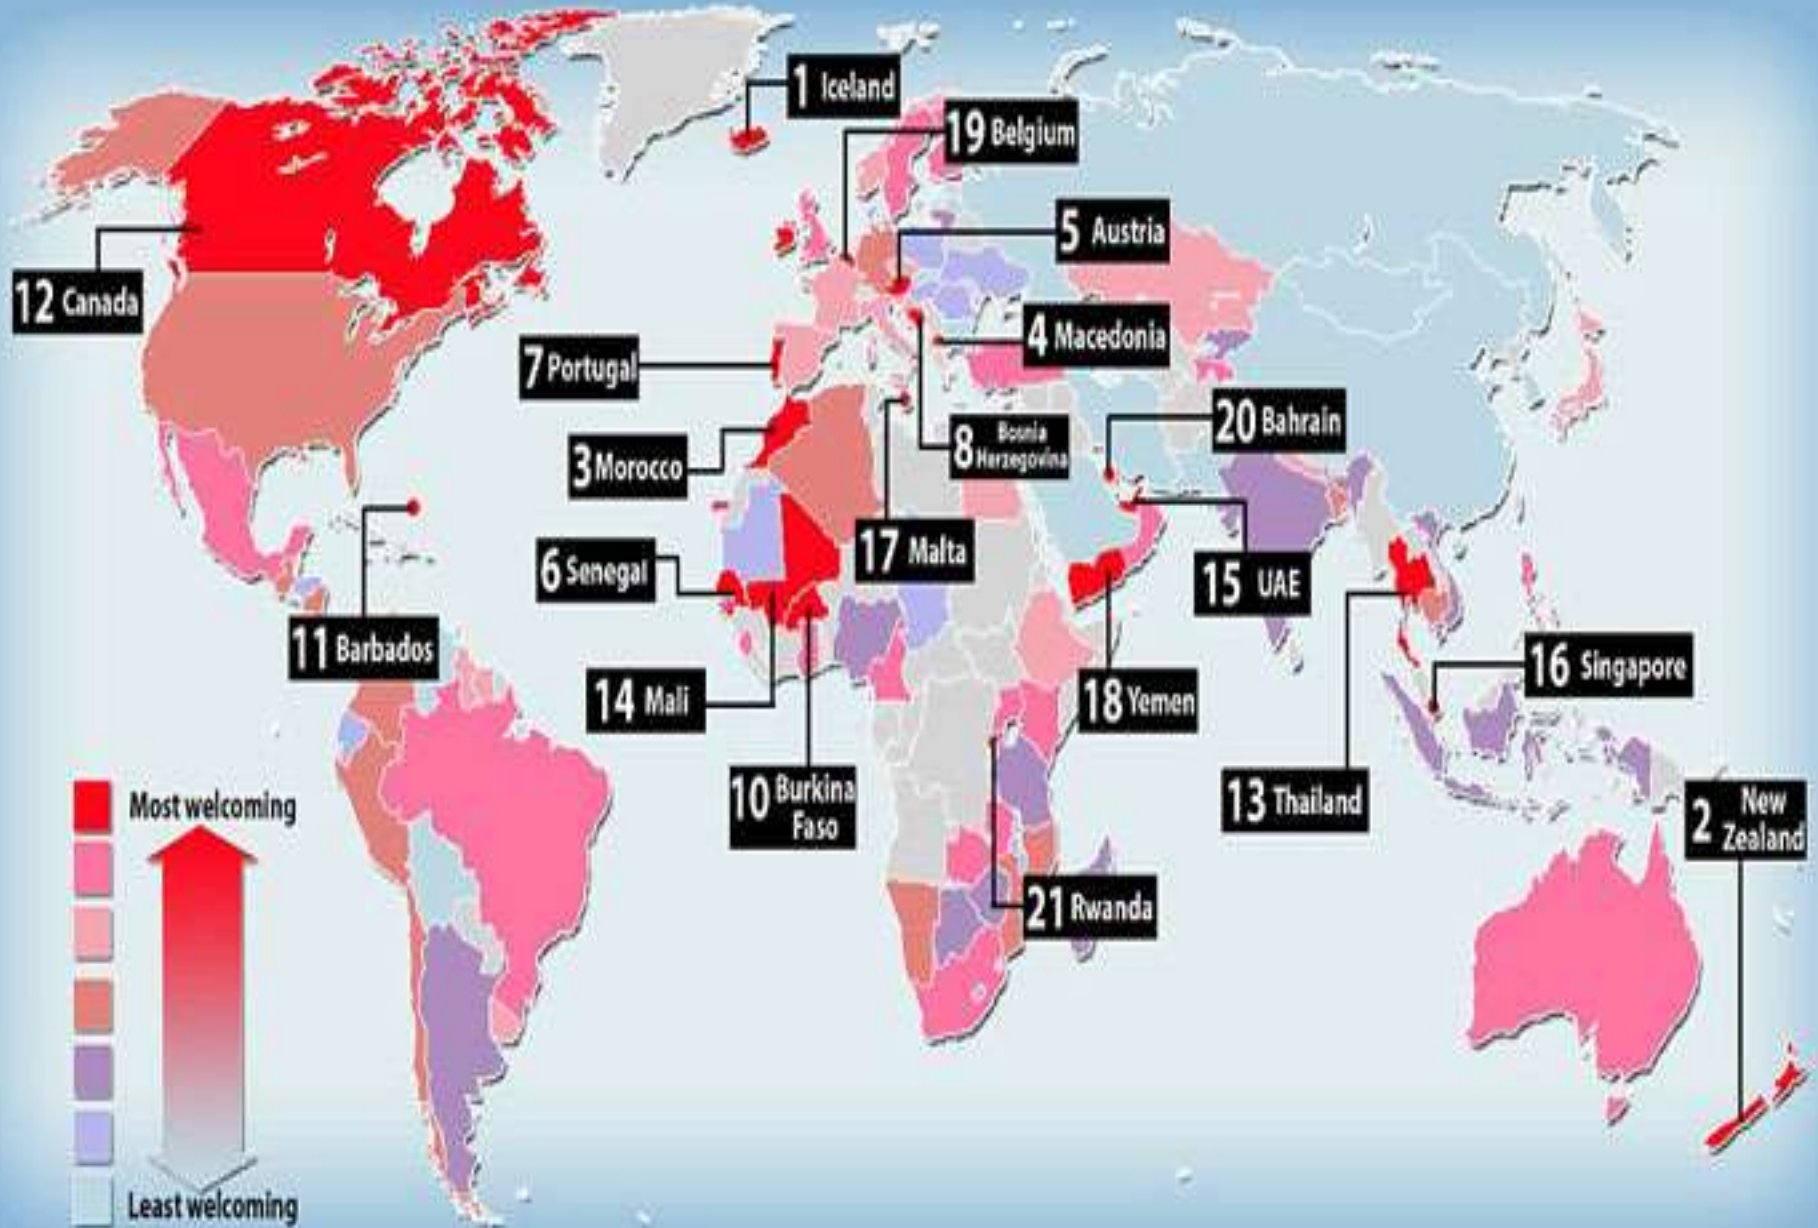 1 Iceland
19 Belgium
5 Austria
12 Canada
4 Macedonia
7 Portugal
20 Bahrain
8 Bosnia
Herzegovina
3 Morocco
17 Malta
6 Senegal
15 UAE
11 Barbados
16 Singapore
14 Mali
18 Yemen
10 Burkina
Faso
13 Thailand
2 New
Zealand
Most welcoming
21 Rwanda
Least welcoming